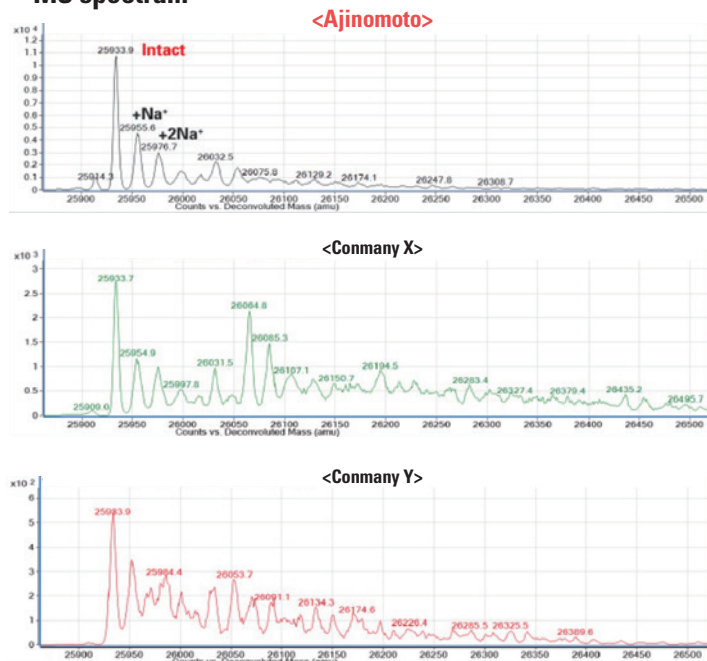 MS spectrum
<Ajinomoto>
x10 4
25933.9 Intact
+Na+
25955.6
+2Na+
25976.7
25914.3 26032.5 26075.8 26129.2 26174.1 26247.8 26308.7
1.2
1.1
1
0.9
0.8
0.7
0.6
0.5
0.4
0.3
0.2
0.1
0
25900 25950 26000 26050 26100 26150 26200 26250 26300 26350 26400 26450 26500
Counts vs. Deconvoluted Mass (amu)
<Conmany X>
x10 3
25933.7
25954.9
25909.6 25997.8 26031.5 26064.8 26085.3 26107.1 26150.7 26194.5 26283.4 26327.4 26379.4 26435.2 26495.7
3
2.5
2
1.5
1
0.5
0
25900 25950 26000 26050 26100 26150 26200 26250 26300 26350 26400 26450 26500
Counts vs. Deconvoluted Mass (amu)
<Conmany Y>
x10 2
25933.9
25984.4 26053.7 26091.1 26134.3 26174.6 26226.4 26285.5 26325.5 26389.6
6
5
4
3
2
1
0
25900 25950 26000 26050 26100 26150 26200 26250 26300 26350 26400 26450 26500
Counts vs. Deconvoluted Mass (amu)